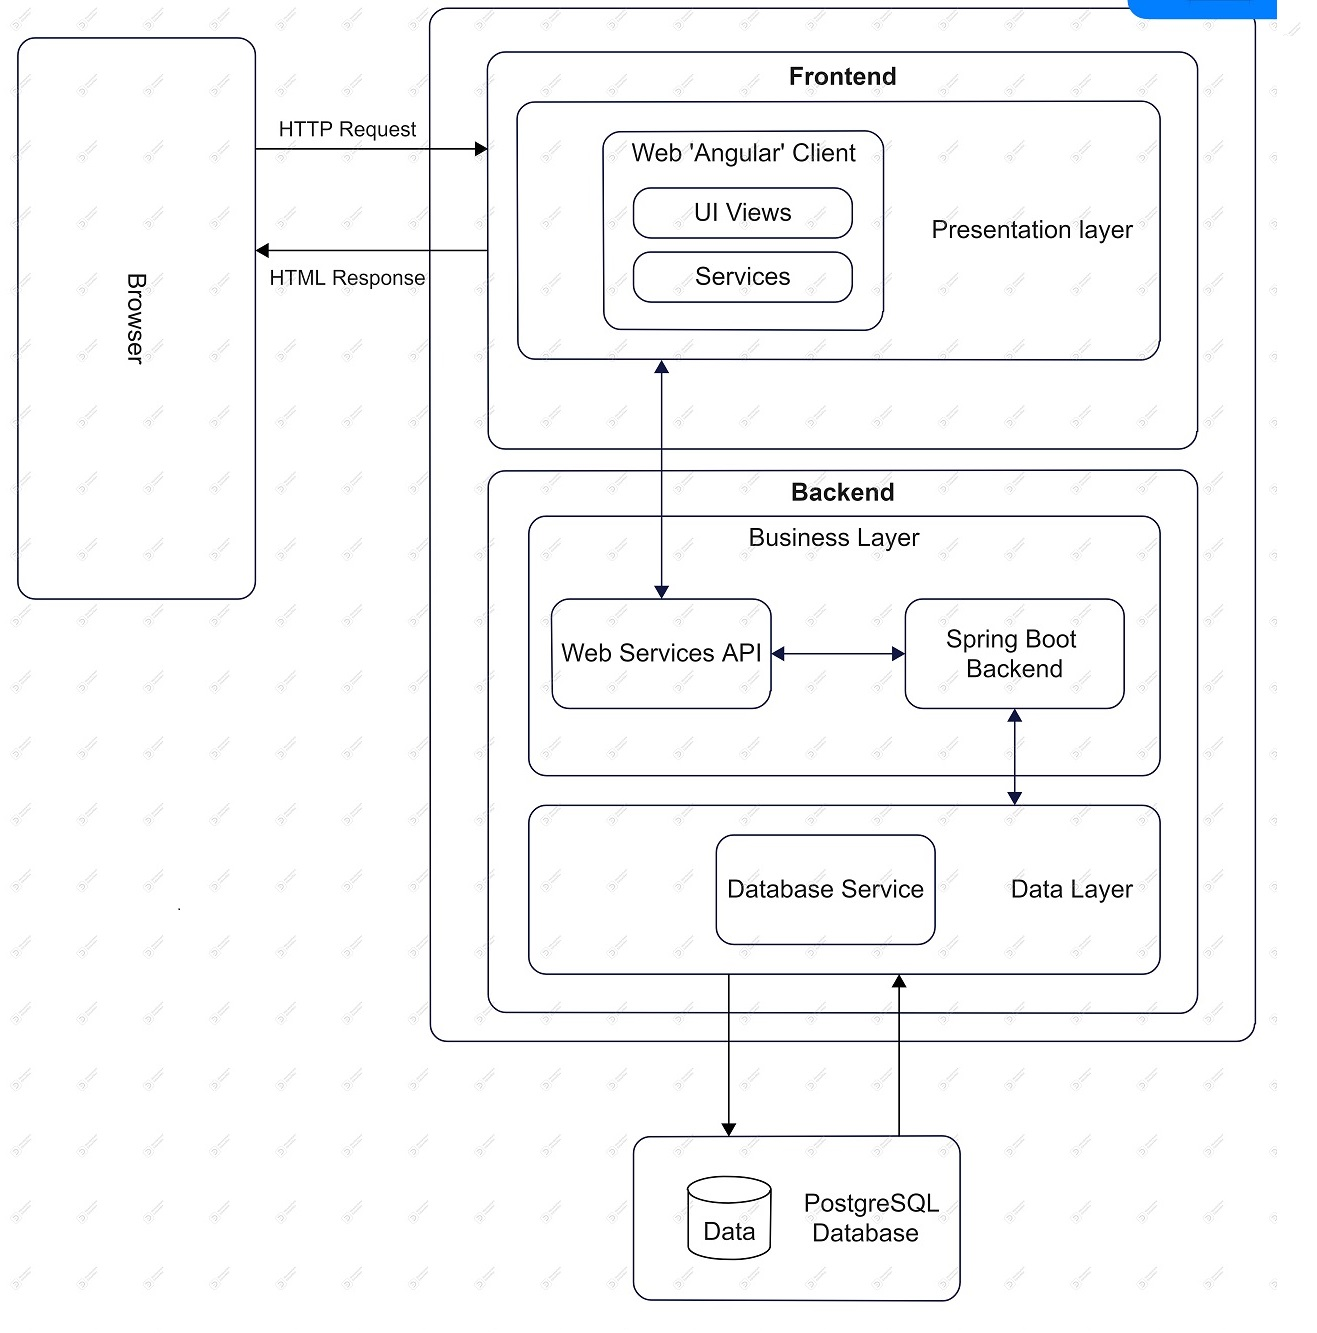 Frontend
HTTP Request
Web 'Angular' Client
UI Views
Presentation layer
Services
HTML Response
Browser
Backend
Business Layer
Web Services API
Spring Boot
Backend
Database Service
Data Layer
PostgreSQL
Database
Data